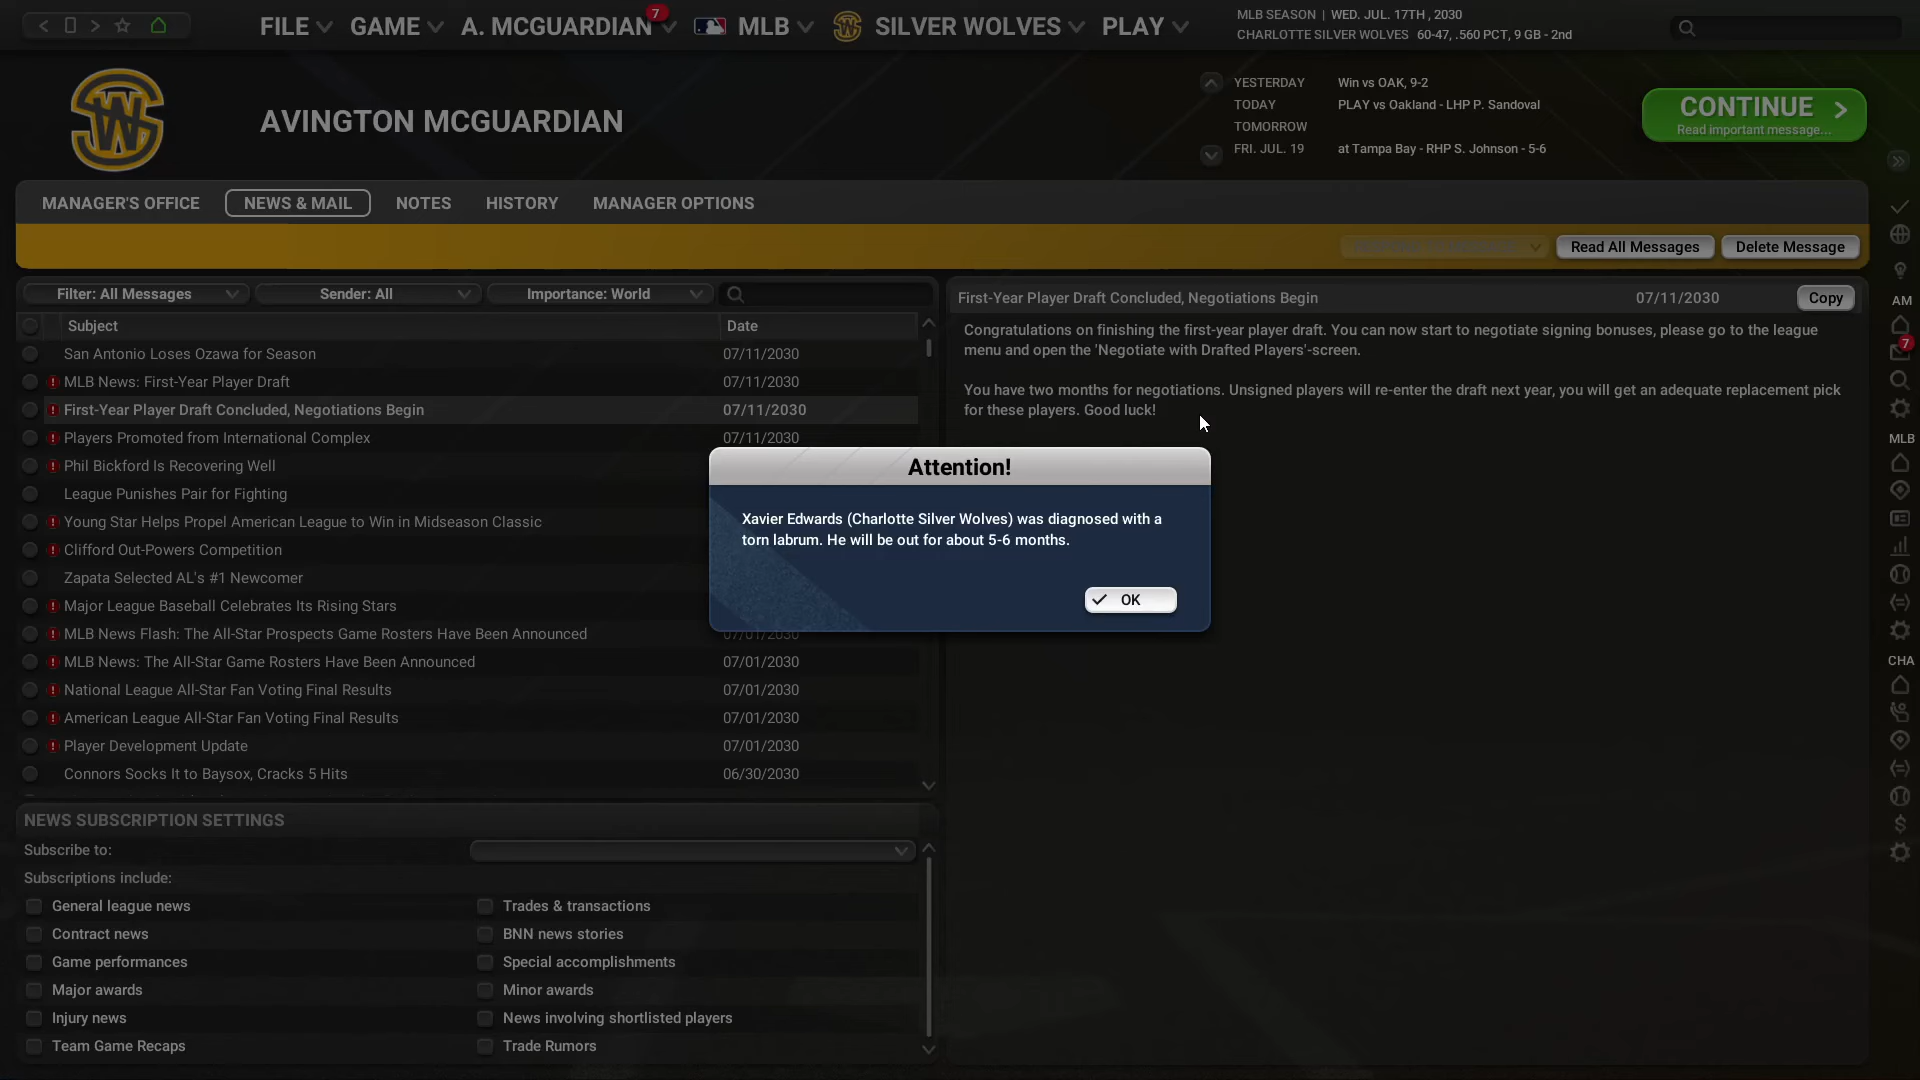 FILE
GAME
A. MCGUARDIAN
7
MLB
SILVER WOLVES
PLAY
MLB SEASON | WED. JUL. 17TH , 2030
CHARLOTTE SILVER WOLVES 60-47, .560 PCT, 9 GB - 2nd
AVINGTON MCGUARDIAN
YESTERDAY Win vs OAK, 9-2
TODAY PLAY vs Oakland - LHP P. Sandoval
TOMORROW
FRI. JUL. 19 at Tampa Bay - RHP S. Johnson - 5-6
CONTINUE
Read important message...
MANAGER'S OFFICE
NEWS & MAIL
NOTES
HISTORY
MANAGER OPTIONS
Read All Messages
Delete Message
Filter: All Messages
Sender: All
Importance: World
Subject Date
San Antonio Loses Ozawa for Season 07/11/2030
MLB News: First-Year Player Draft 07/11/2030
First-Year Player Draft Concluded, Negotiations Begin 07/11/2030
Players Promoted from International Complex 07/11/2030
Phil Bickford Is Recovering Well
League Punishes Pair for Fighting
Young Star Helps Propel American League to Win in Midseason Classic
Clifford Out-Powers Competition
Zapata Selected AL's #1 Newcomer
Major League Baseball Celebrates Its Rising Stars
MLB News Flash: The All-Star Prospects Game Rosters Have Been Announced 07/01/2030
MLB News: The All-Star Game Rosters Have Been Announced 07/01/2030
National League All-Star Fan Voting Final Results 07/01/2030
American League All-Star Fan Voting Final Results 07/01/2030
Player Development Update 07/01/2030
Connors Socks It to Baysox, Cracks 5 Hits 06/30/2030
First-Year Player Draft Concluded, Negotiations Begin 07/11/2030
Copy
Congratulations on finishing the first-year player draft. You can now start to negotiate signing bonuses, please go to the league
menu and open the 'Negotiate with Drafted Players'-screen.
You have two months for negotiations. Unsigned players will re-enter the draft next year, you will get an adequate replacement pick
for these players. Good luck!
Attention!
Xavier Edwards (Charlotte Silver Wolves) was diagnosed with a
torn labrum. He will be out for about 5-6 months.
OK
NEWS SUBSCRIPTION SETTINGS
Subscribe to:
Subscriptions include:
General league news
Trades & transactions
Contract news
BNN news stories
Game performances
Special accomplishments
Major awards
Minor awards
Injury news
News involving shortlisted players
Team Game Recaps
Trade Rumors
AM
7
MLB
CHA